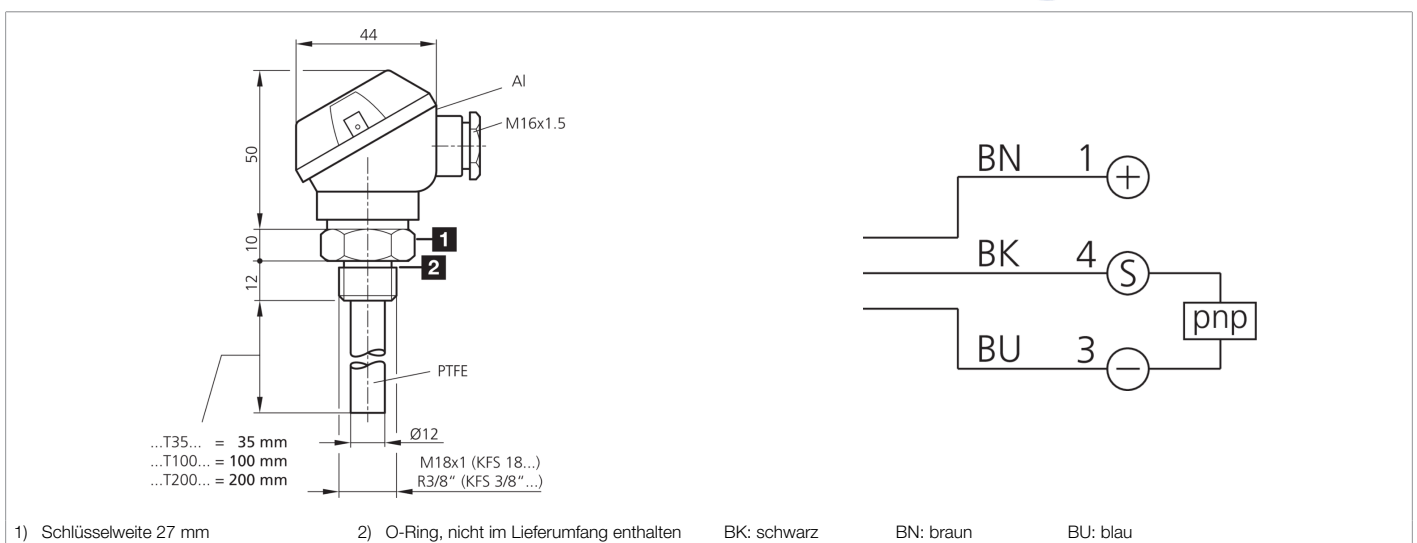 44
Al
M16x1.5
50
10
12
1
2
PTFE
Ø12
...T35... = 35 mm
...T100... = 100 mm
...T200... = 200 mm
M18x1 (KFS 18...)
R3/8“ (KFS 3/8“...)
BN 1 +
BK 4 S
pnp
BU 3 −
1) Schlüsselweite 27 mm 2) O-Ring, nicht im Lieferumfang enthalten BK: schwarz BN: braun BU: blau